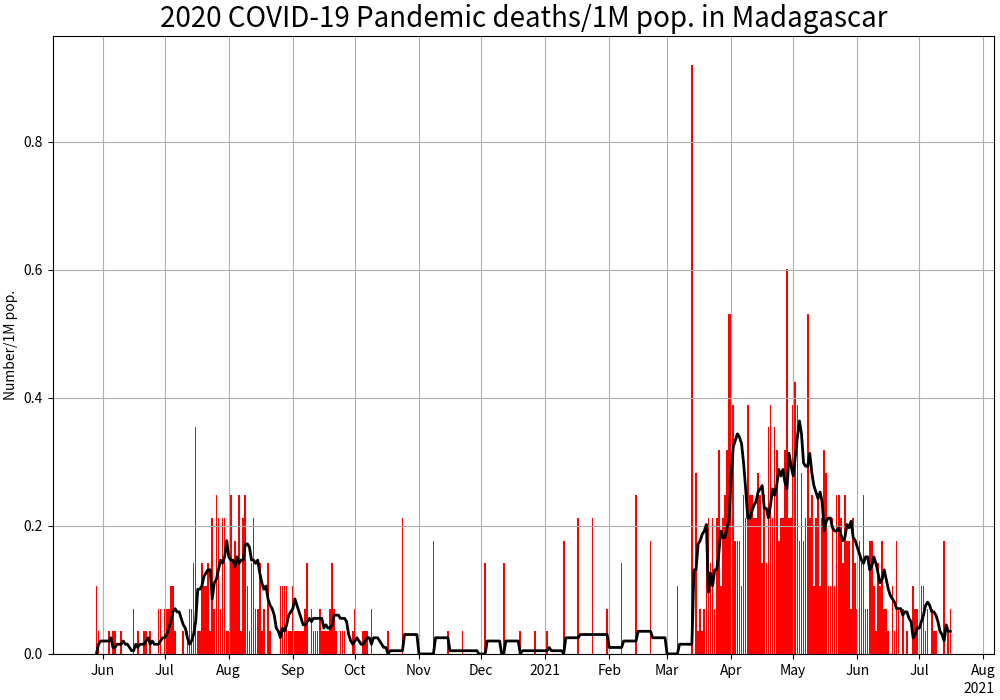 2020 COVID-19 Pandemic deaths/1M pop. in Madagascar
Number/1M pop.
0.8
0.6
0.4
0.2
0.0
Jun Jul Aug Sep Oct Nov Dec 2021 Feb Mar Apr May Jun Jul Aug
2021